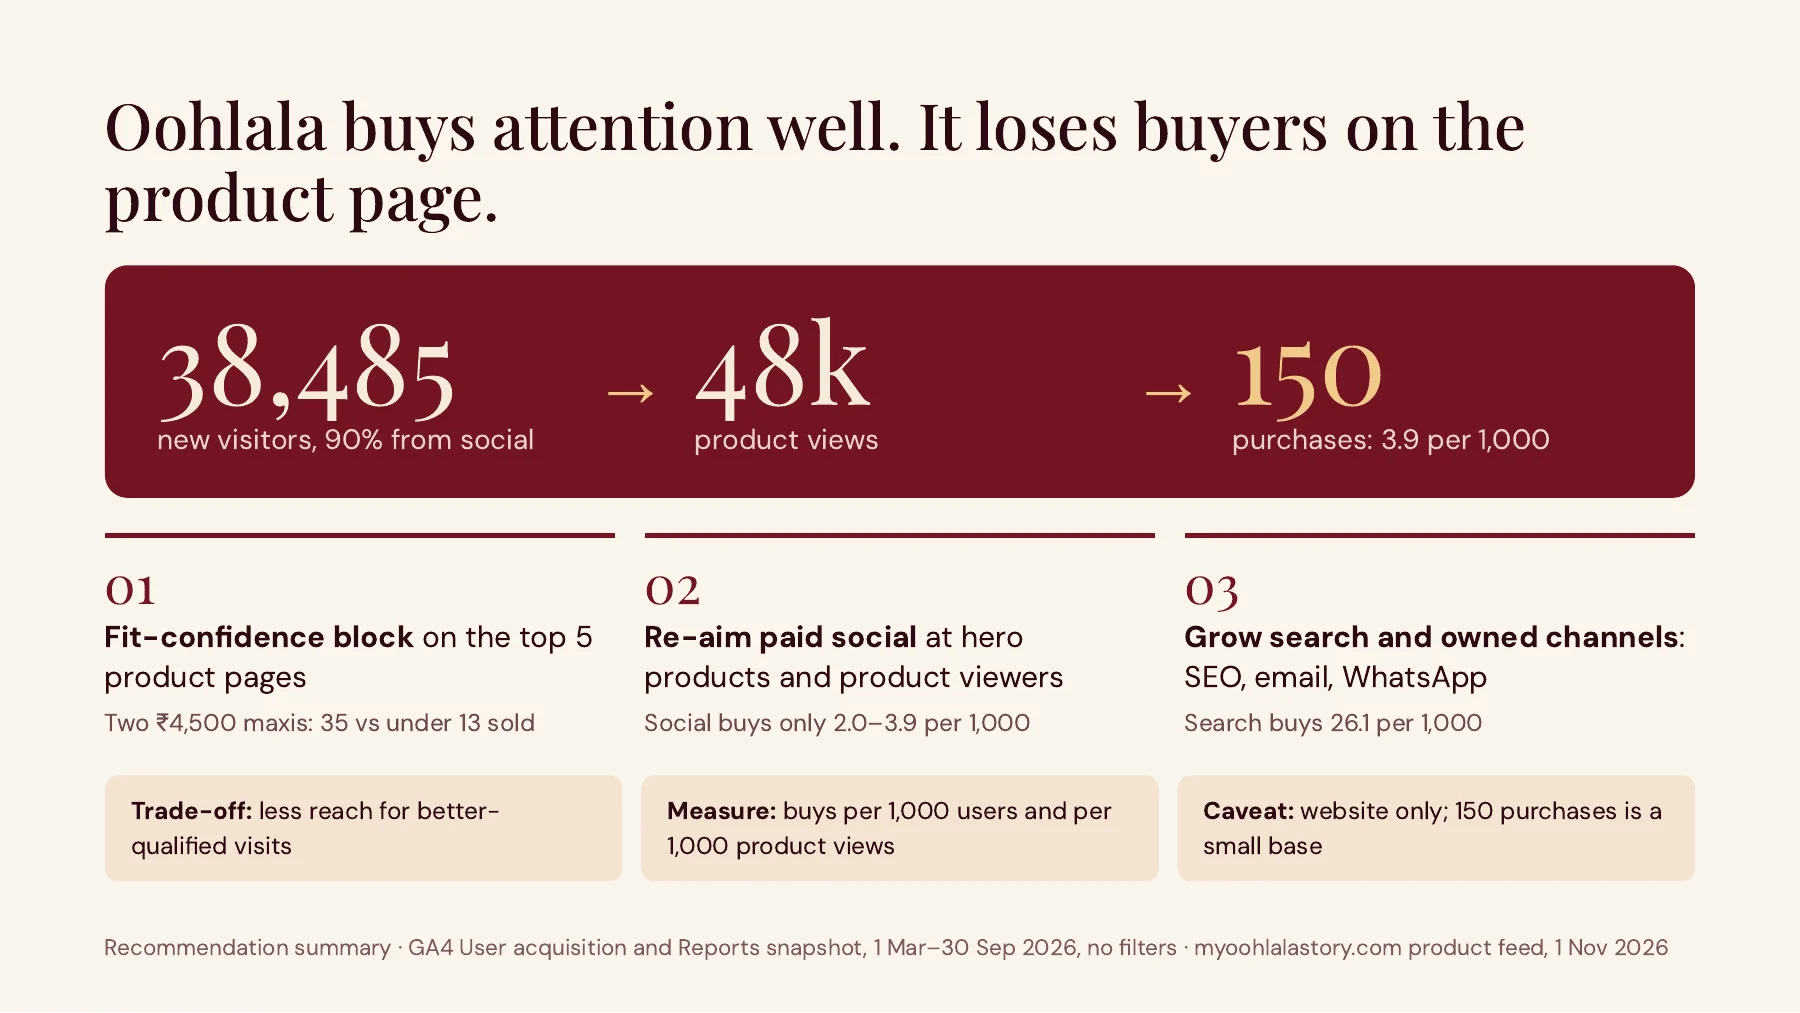 Oohlala buys attention well. It loses buyers on the
product page.
38,485
new visitors, 90% from social
→
48k
product views
→
150
purchases: 3.9 per 1,000
01
Fit-confidence block on the top 5
product pages
Two ₹4,500 maxis: 35 vs under 13 sold
02
Re-aim paid social at hero
products and product viewers
Social buys only 2.0–3.9 per 1,000
03
Grow search and owned channels:
SEO, email, WhatsApp
Search buys 26.1 per 1,000
Trade-off: less reach for better-
qualified visits
Measure: buys per 1,000 users and per
1,000 product views
Caveat: website only; 150 purchases is a
small base
Recommendation summary · GA4 User acquisition and Reports snapshot, 1 Mar–30 Sep 2026, no filters · myoohlalastory.com product feed, 1 Nov 2026